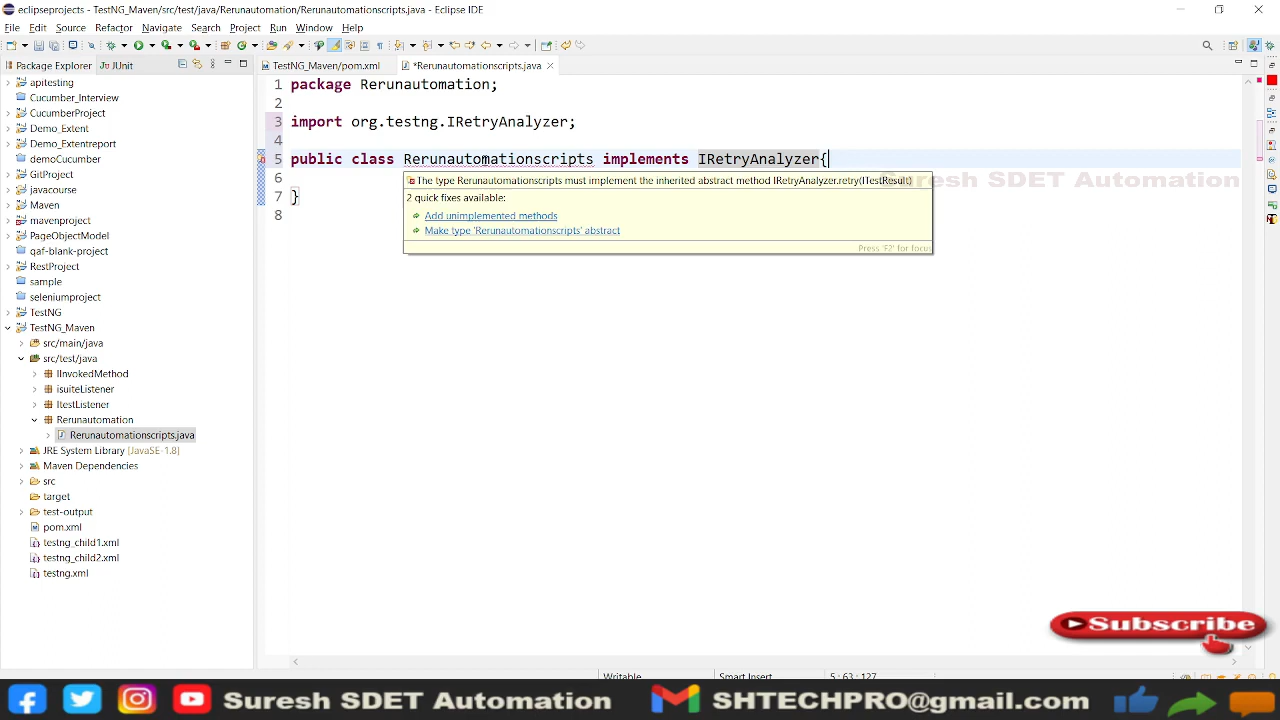 eclipseprojects - TestNG_Maven/src/test/java/Rerunautomation/Rerunautomationscripts.java - Eclipse IDE
File Edit Source Refactor Navigate Search Project Run Window Help
Package Explorer JUnit
TestNG_Maven/pom.xml *Rerunautomationscripts.java
apitesting
Cucumber_Interview
CucumberProject
Demo_Extent
Demo_Extentreport
demoCucumber
GitProject
javacourse
Maven
mavenproject
PageObjectModel
qaf-blank-project
RestProject
sample
seleniumproject
TestNG
TestNG_Maven
src/main/java
src/test/java
IInvokedMethod
isuiteListener
ItestListener
Rerunautomation
Rerunautomationscripts.java
JRE System Library [JavaSE-1.8]
Maven Dependencies
src
target
test-output
pom.xml
testng_child1.xml
testng_child2.xml
testng.xml
1 package Rerunautomation;
2
3 import org.testng.IRetryAnalyzer;
4
5 public class Rerunautomationscripts implements IRetryAnalyzer{
6
7 }
8
The type Rerunautomationscripts must implement the inherited abstract method IRetryAnalyzer.retry(ITestResult)
2 quick fixes available:
Add unimplemented methods
Make type 'Rerunautomationscripts' abstract
Press 'F2' for focus
Suresh SDET Automation
Subscribe
Writable Smart Insert 5 : 63 : 127
Suresh SDET Automation SHTECHPRO@gmail.com